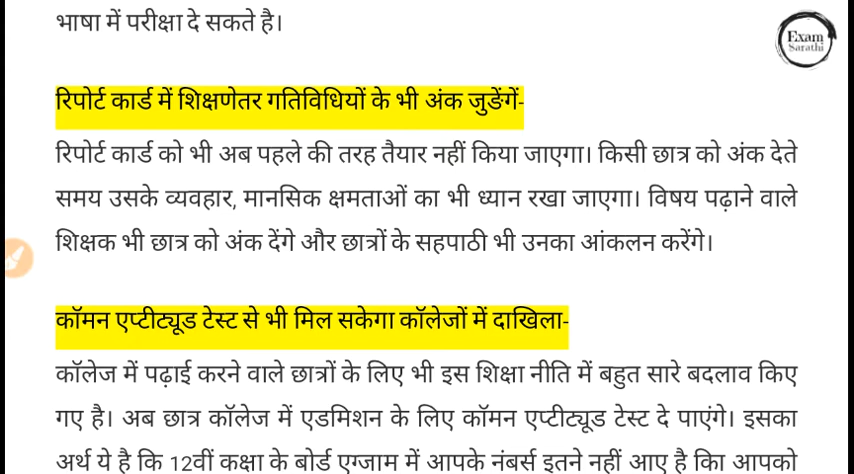 भाषा में परीक्षा दे सकते है।
Exam
Sarathi
रिपोर्ट कार्ड में शिक्षणेतर गतिविधियों के भी अंक जुडेंगें-
रिपोर्ट कार्ड को भी अब पहले की तरह तैयार नहीं किया जाएगा। किसी छात्र को अंक देते
समय उसके व्यवहार, मानसिक क्षमताओं का भी ध्यान रखा जाएगा। विषय पढ़ाने वाले
शिक्षक भी छात्र को अंक देंगे और छात्रों के सहपाठी भी उनका आंकलन करेंगे।
कॉमन एप्टीट्यूड टेस्ट से भी मिल सकेगा कॉलेजों में दाखिला-
कॉलेज में पढ़ाई करने वाले छात्रों के लिए भी इस शिक्षा नीति में बहुत सारे बदलाव किए
गए है। अब छात्र कॉलेज में एडमिशन के लिए कॉमन एप्टीट्यूड टेस्ट दे पाएंगे। इसका
अर्थ ये है कि 12वीं कक्षा के बोर्ड एग्जाम में आपके नंबर्स इतने नहीं आए है किा आपको